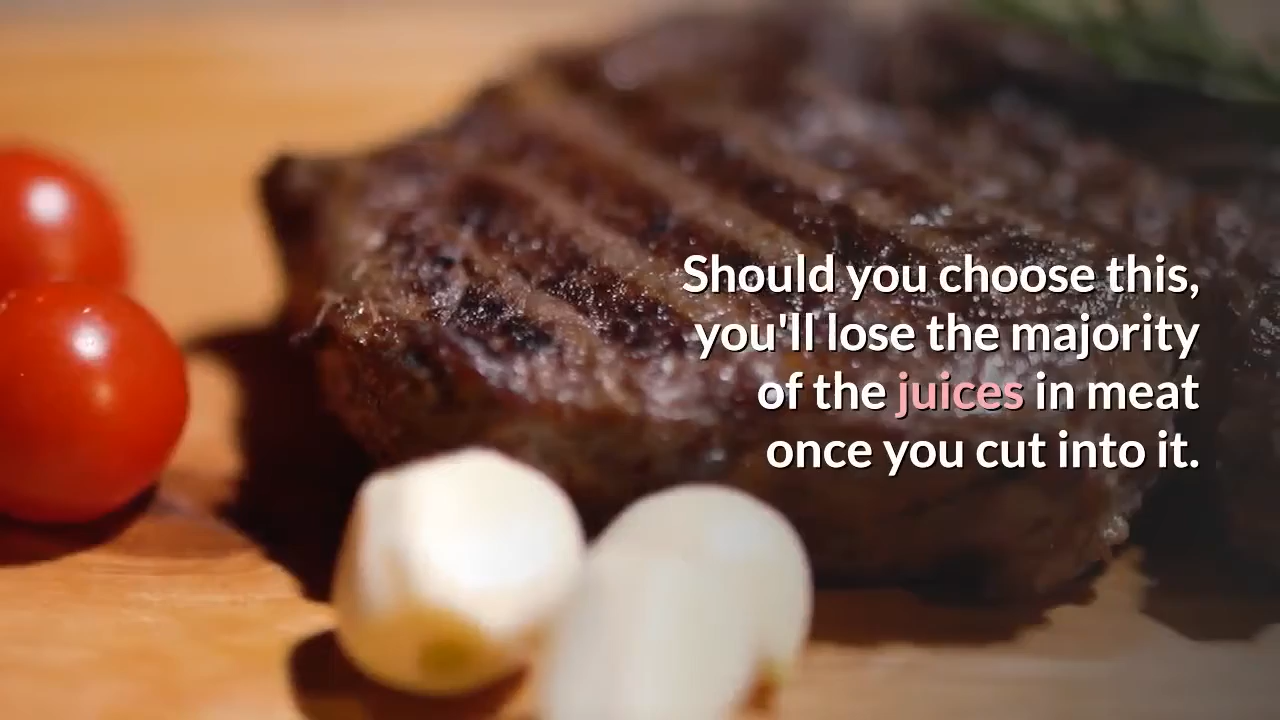 Should you choose this,
you'll lose the majority
of the juices in meat
once you cut into it.